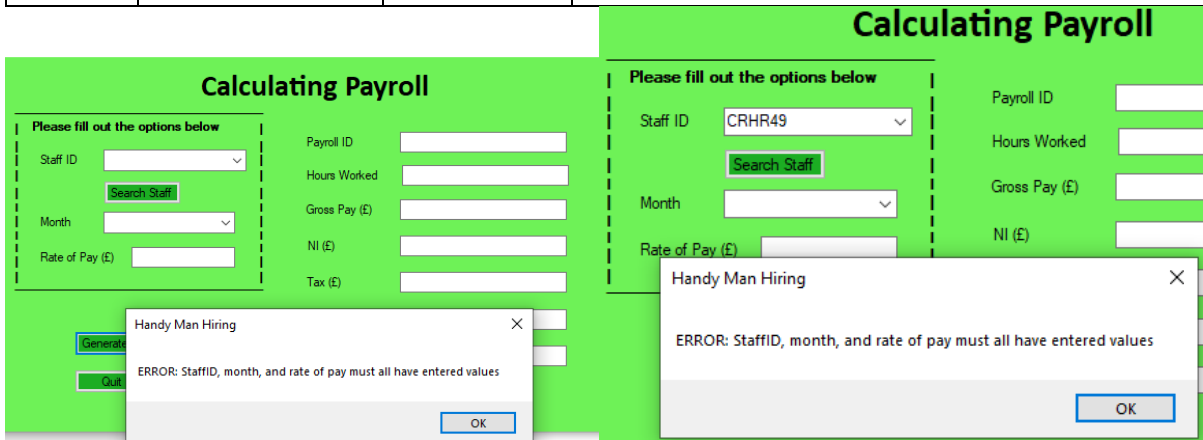 Calculating Payroll
Please fill out the options below
Staff ID
Search Staff
Month
Rate of Pay (£)
Payroll ID
Hours Worked
Gross Pay (£)
NI (£)
Tax (£)
Generate
Quit
Handy Man Hiring
ERROR: StaffID, month, and rate of pay must all have entered values
OK
Calculating Payroll
Please fill out the options below
Staff ID CRHR49
Search Staff
Month
Rate of Pay (£)
Payroll ID
Hours Worked
Gross Pay (£)
NI (£)
Handy Man Hiring
ERROR: StaffID, month, and rate of pay must all have entered values
OK